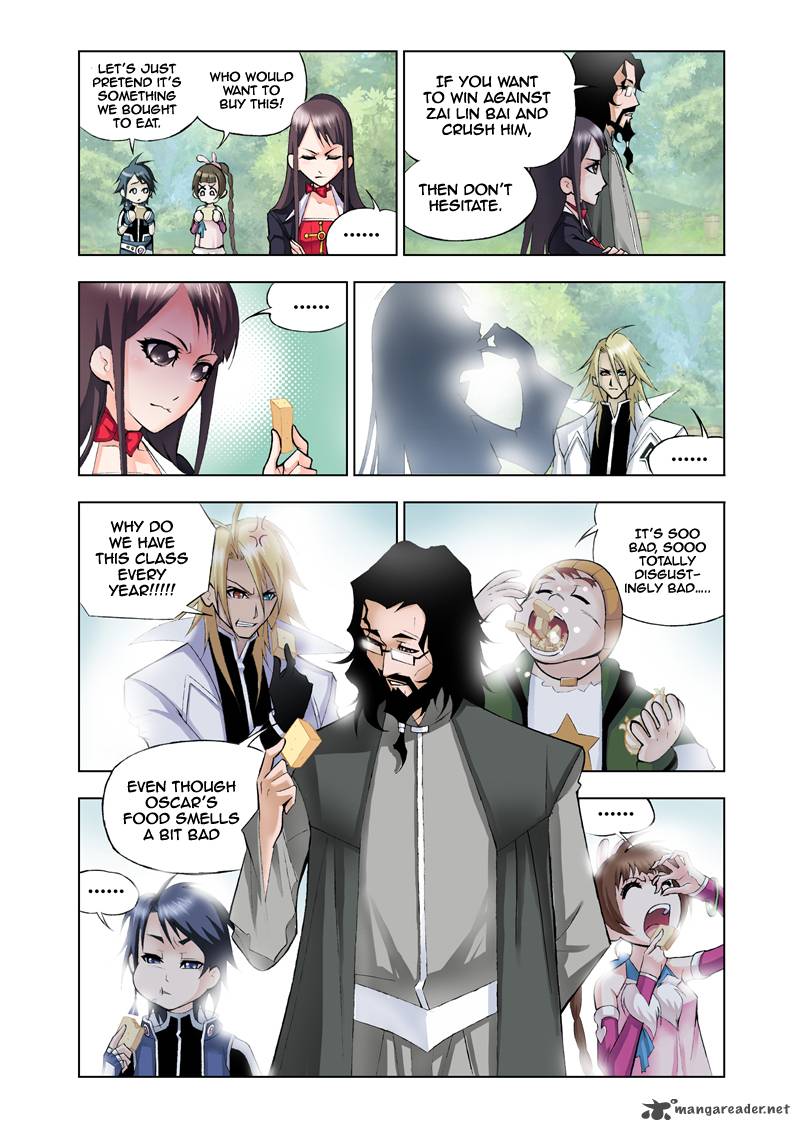 LET'S JUST
PRETEND IT'S
SOMETHING
WE BOUGHT
TO EAT.
WHO WOULD
WANT TO
BUY THIS!
......
IF YOU WANT
TO WIN AGAINST
ZAI LIN BAI AND
CRUSH HIM,
THEN DON'T
HESITATE.
......
......
WHY DO
WE HAVE
THIS CLASS
EVERY
YEAR!!!!!
IT'S SOO
BAD, SOOO
TOTALLY
DISGUST-
INGLY BAD.....
EVEN THOUGH
OSCAR'S
FOOD SMELLS
A BIT BAD
......
......
mangareader.net